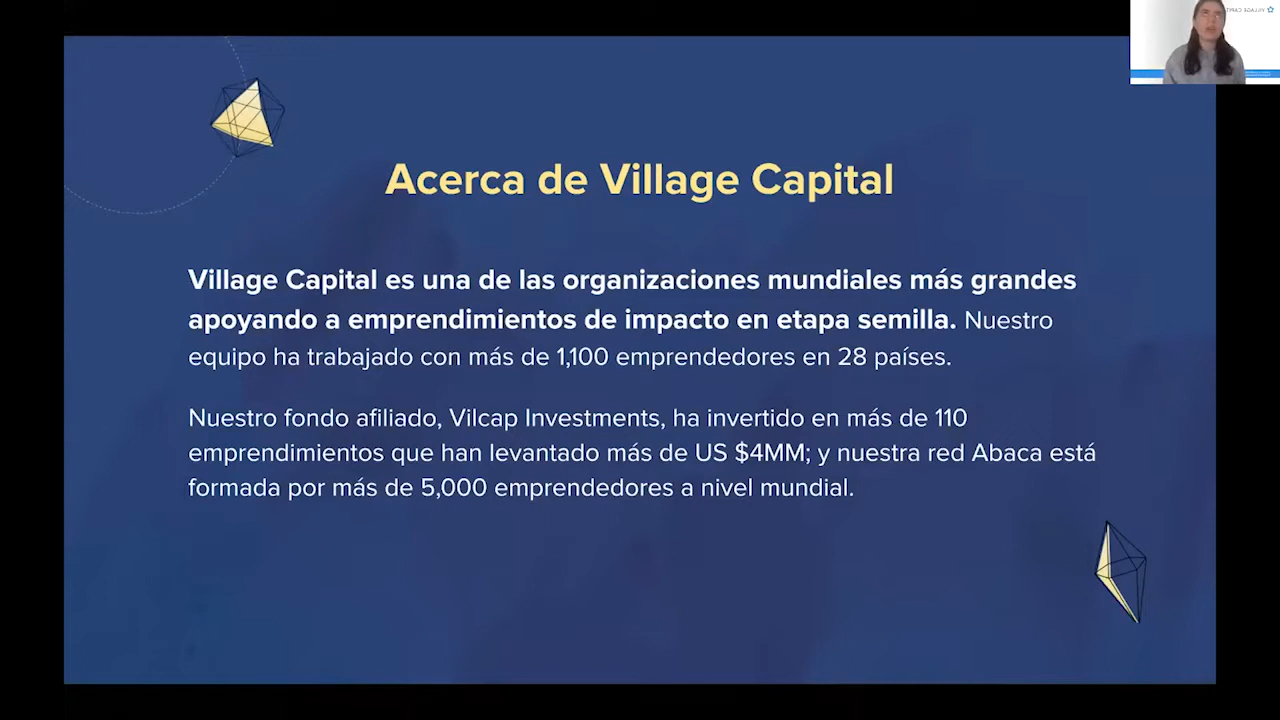 Acerca de Village Capital
Village Capital es una de las organizaciones mundiales más grandes
apoyando a emprendimientos de impacto en etapa semilla. Nuestro
equipo ha trabajado con más de 1,100 emprendedores en 28 países.
Nuestro fondo afiliado, Vilcap Investments, ha invertido en más de 110
emprendimientos que han levantado más de US $4MM; y nuestra red Abaca está
formada por más de 5,000 emprendedores a nivel mundial.